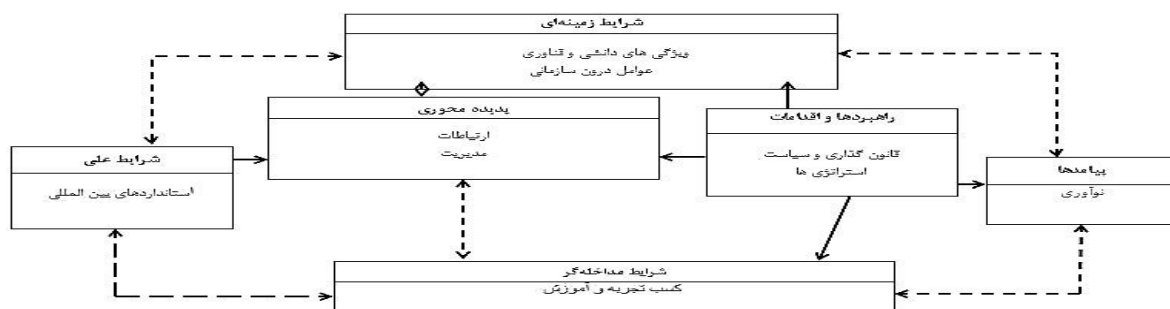 شرایط زمینه‌ای
ویژگی های دانشی و فناوری
عوامل درون سازمانی
پدیده محوری
ارتباطات
مدیریت
راهبردها و اقدامات
قانون گذاری و سیاست
استراتژی ها
شرایط علی
استانداردهای بین المللی
پیامدها
نوآوری
شرایط مداخله‌گر
کسب تجربه و آموزش